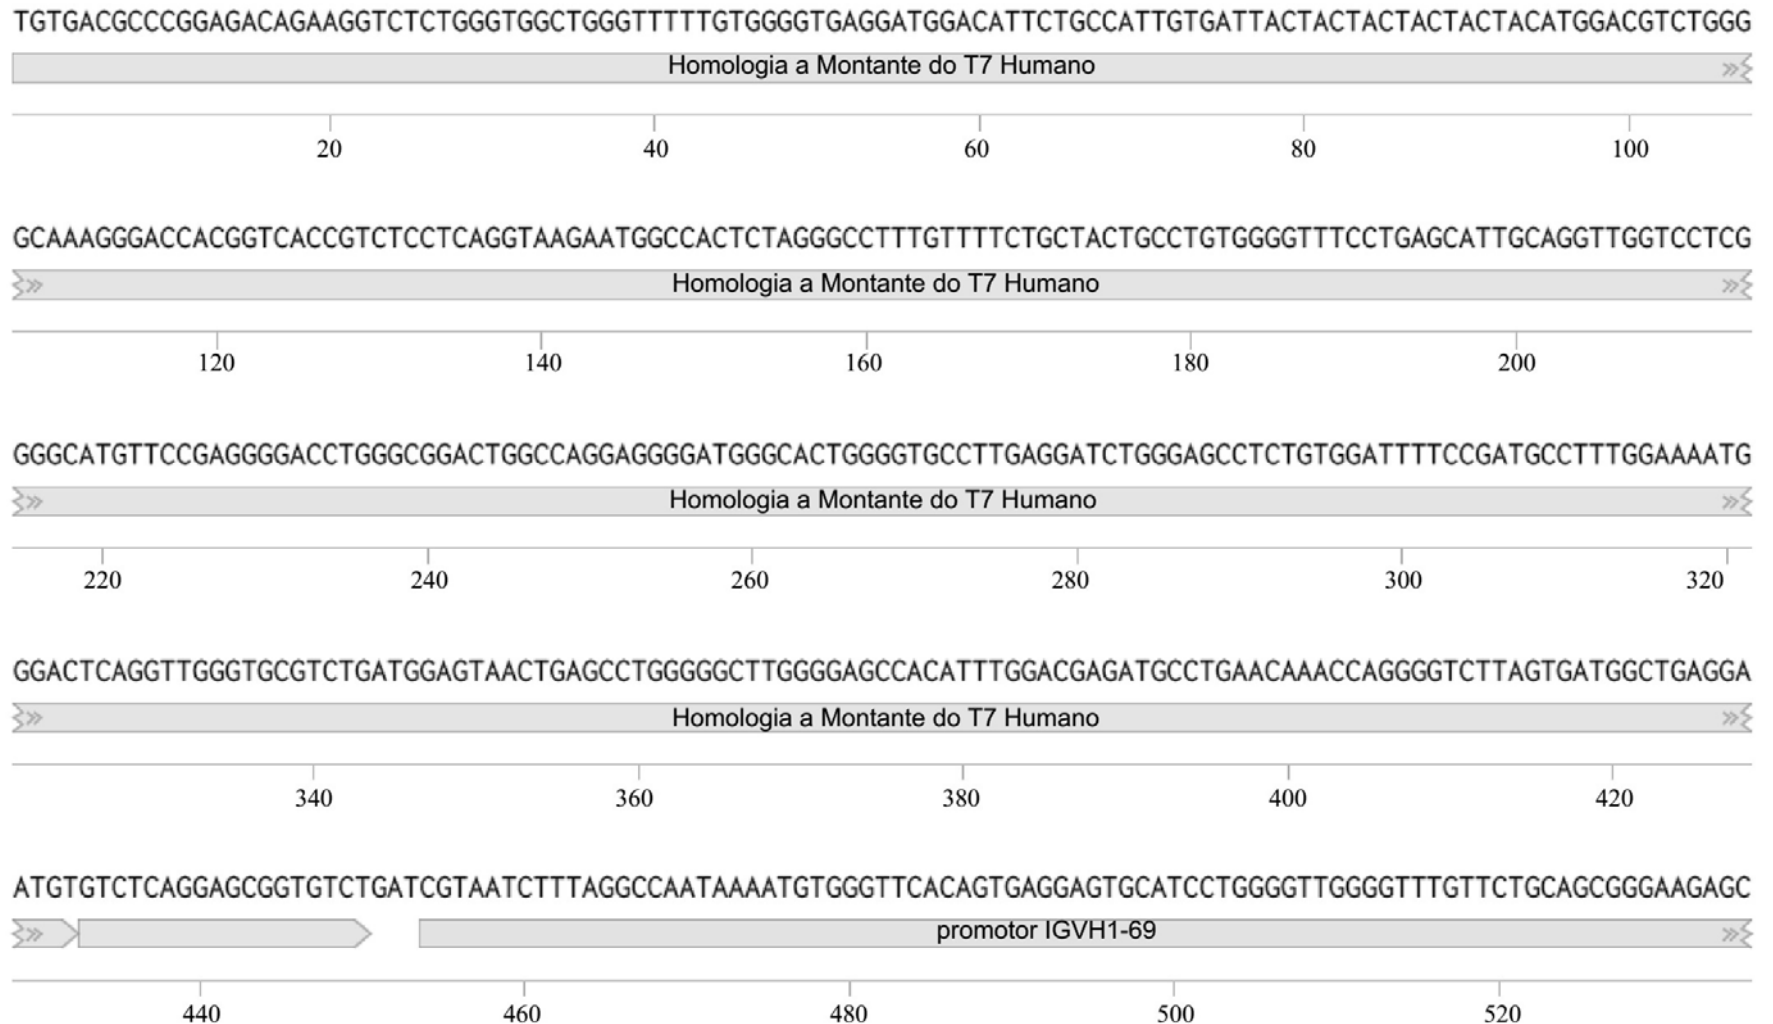 TGTGACGCCCGGAGACAGAAGGTCTCTGGGTGGCTGGGTTTTTGTGGGGTGAGGATGGACATTCTGCCATTGTGATTACTACTACTACTACTACATGGACGTCTGGG
Homologia a Montante do T7 Humano
20 40 60 80 100
GCAAAGGGACCACGGTCACCGTCTCCTCAGGTAAGAATGGCCACTCTAGGGCCTTTGTTTTCTGCTACTGCCTGTGGGGTTTCCTGAGCATTGCAGGTTGGTCCTCG
Homologia a Montante do T7 Humano
120 140 160 180 200
GGGCATGTTCCGAGGGGACCTGGGCGGACTGGCCAGGAGGGGATGGGCACTGGGGTGCCTTGAGGATCTGGGAGCCTCTGTGGATTTTCCGATGCCTTTGGAAAATG
Homologia a Montante do T7 Humano
220 240 260 280 300 320
GGACTCAGGTTGGGTGCGTCTGATGGAGTAACTGAGCCTGGGGGCTTGGGGAGCCACATTTGGACGAGATGCCTGAACAAACCAGGGGTCTTAGTGATGGCTGAGGA
Homologia a Montante do T7 Humano
340 360 380 400 420
ATGTGTCTCAGGAGCGGTGTCTGATCGTAATCTTTAGGCCAATAAAATGTGGGTTCACAGTGAGGAGTGCATCCTGGGGTTGGGGTTTGTTCTGCAGCGGGAAGAGC
promotor IGVH1-69
440 460 480 500 520